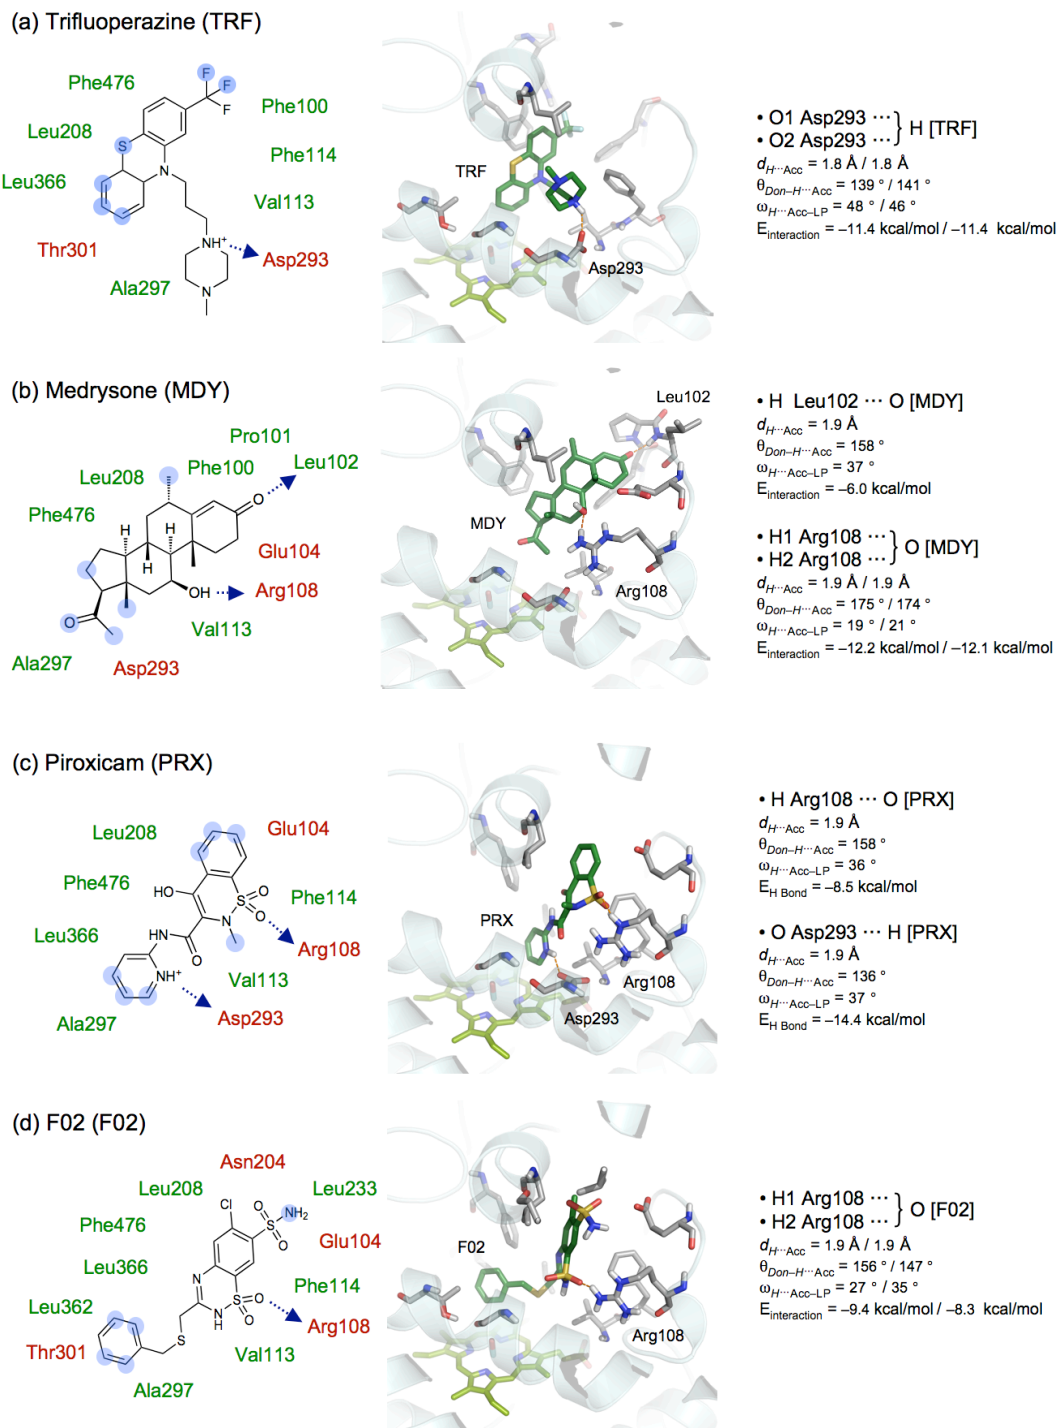 (a) Trifluoperazine (TRF)
Phe476
F
F
F
Phe100
Leu208
S
Phe114
N
Leu366
Val113
Thr301
NH+
Asp293
Ala297
N
TRF
Asp293
• O1 Asp293 ···
• O2 Asp293 ···
} H [TRF]
dH···Acc = 1.8 Å / 1.8 Å
θDon–H···Acc = 139 ° / 141 °
ωH···Acc–LP = 48 ° / 46 °
Einteraction = –11.4 kcal/mol / –11.4 kcal/mol
(b) Medrysone (MDY)
Pro101
Leu208
Phe100
Leu102
O
Phe476
H
H
H
Glu104
OH
Arg108
O
Val113
Ala297
Asp293
Leu102
MDY
Arg108
• H Leu102 ··· O [MDY]
dH···Acc = 1.9 Å
θDon–H···Acc = 158 °
ωH···Acc–LP = 37 °
Einteraction = –6.0 kcal/mol
• H1 Arg108 ···
• H2 Arg108 ···
} O [MDY]
dH···Acc = 1.9 Å / 1.9 Å
θDon–H···Acc = 175 ° / 174 °
ωH···Acc–LP = 19 ° / 21 °
Einteraction = –12.2 kcal/mol / –12.1 kcal/mol
(c) Piroxicam (PRX)
Leu208
Glu104
Phe476
HO
S
O
O
Phe114
N
Leu366
NH
O
Arg108
NH+
Val113
Ala297
Asp293
PRX
Arg108
Asp293
• H Arg108 ··· O [PRX]
dH···Acc = 1.9 Å
θDon–H···Acc = 158 °
ωH···Acc–LP = 36 °
EH Bond = –8.5 kcal/mol
• O Asp293 ··· H [PRX]
dH···Acc = 1.9 Å
θDon–H···Acc = 136 °
ωH···Acc–LP = 37 °
EH Bond = –14.4 kcal/mol
(d) F02 (F02)
Asn204
Leu208
Leu233
Cl
O
NH2
S
O
Phe476
Glu104
Leu366
N
Phe114
S
O
O
Leu362
N
H
Arg108
Thr301
S
Val113
Ala297
F02
Arg108
• H1 Arg108 ···
• H2 Arg108 ···
} O [F02]
dH···Acc = 1.9 Å / 1.9 Å
θDon–H···Acc = 156 ° / 147 °
ωH···Acc–LP = 27 ° / 35 °
Einteraction = –9.4 kcal/mol / –8.3 kcal/mol